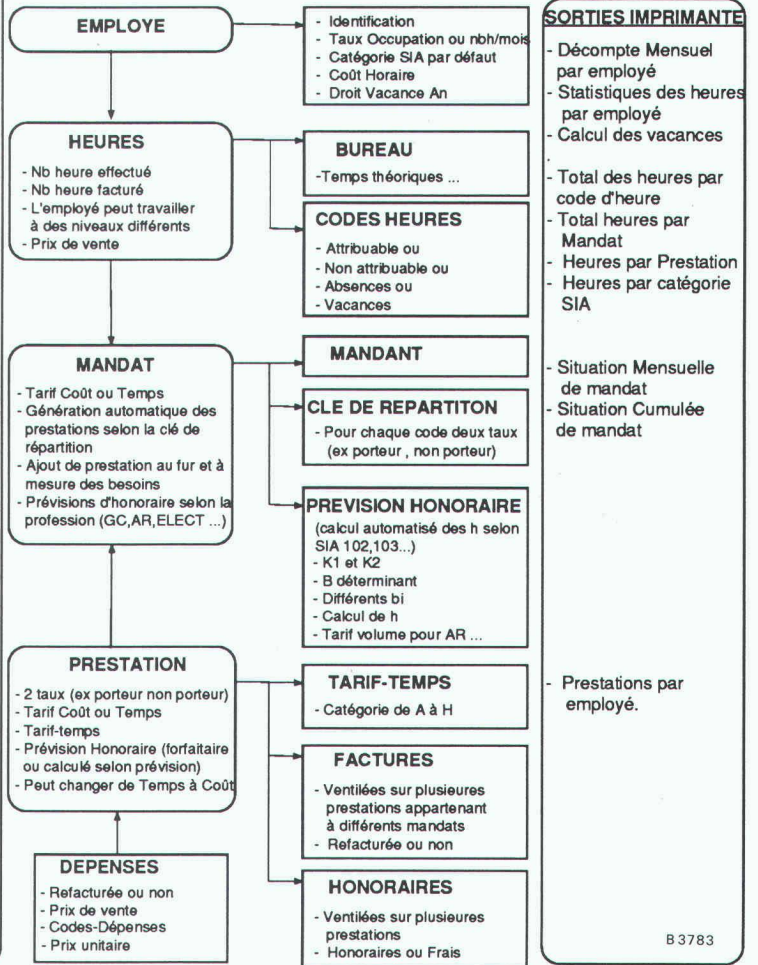 EMPLOYE
- Identification
- Taux Occupation ou nbh/mois
- Catégorie SIA par défaut
- Coût Horaire
- Droit Vacance An
HEURES
- Nb heure effectué
- Nb heure facturé
- L'employé peut travailler
à des niveaux différents
- Prix de vente
BUREAU
-Temps théoriques ...
CODES HEURES
- Attribuable ou
- Non attribuable ou
- Absences ou
- Vacances
MANDAT
- Tarif Coût ou Temps
- Génération automatique des
prestations selon la clé de
répartition
- Ajout de prestation au fur et à
mesure des besoins
- Prévisions d'honoraire selon la
profession (GC,AR,ELECT ...)
MANDANT
CLE DE REPARTITON
- Pour chaque code deux taux
(ex porteur , non porteur)
PREVISION HONORAIRE
(calcul automatisé des h selon
SIA 102,103...)
- K1 et K2
- B déterminant
- Différents bi
- Calcul de h
- Tarif volume pour AR ...
PRESTATION
- 2 taux (ex porteur non porteur)
- Tarif Coût ou Temps
- Tarif-temps
- Prévision Honoraire (forfaitaire
ou calculé selon prévision)
- Peut changer de Temps à Coût
TARIF-TEMPS
- Catégorie de A à H
FACTURES
- Ventilées sur plusieures
prestations appartenant
à différents mandats
- Refacturée ou non
DEPENSES
- Refacturée ou non
- Prix de vente
- Codes-Dépenses
- Prix unitaire
HONORAIRES
- Ventilées sur plusieures
prestations
- Honoraires ou Frais
SORTIES IMPRIMANTE
- Décompte Mensuel
par employé
- Statistiques des heures
par employé
- Calcul des vacances
.
- Total des heures par
code d'heure
- Total heures par
Mandat
- Heures par Prestation
- Heures par catégorie
SIA
- Situation Mensuelle
de mandat
- Situation Cumulée
de mandat
- Prestations par
employé.
B 3783